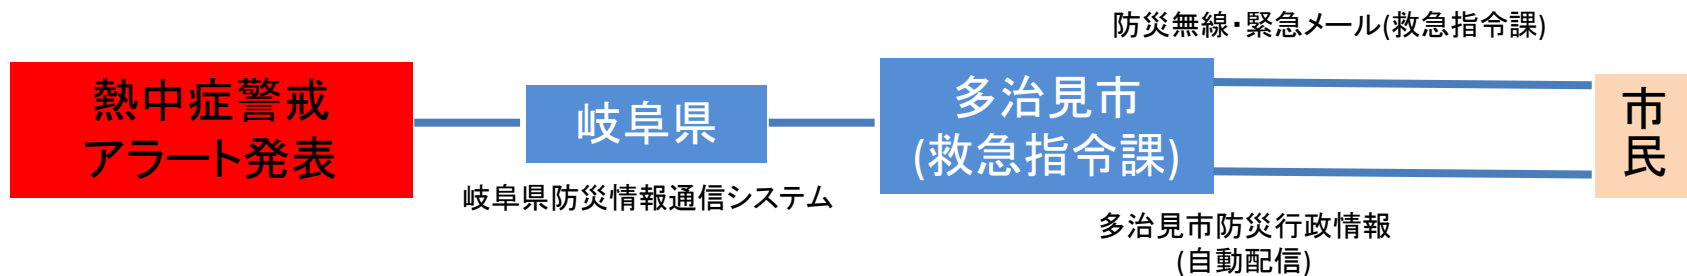 防災無線・緊急メール(救急指令課)
熱中症警戒
アラート発表
岐阜県
多治見市
(救急指令課)
市民
岐阜県防災情報通信システム
多治見市防災行政情報
(自動配信)